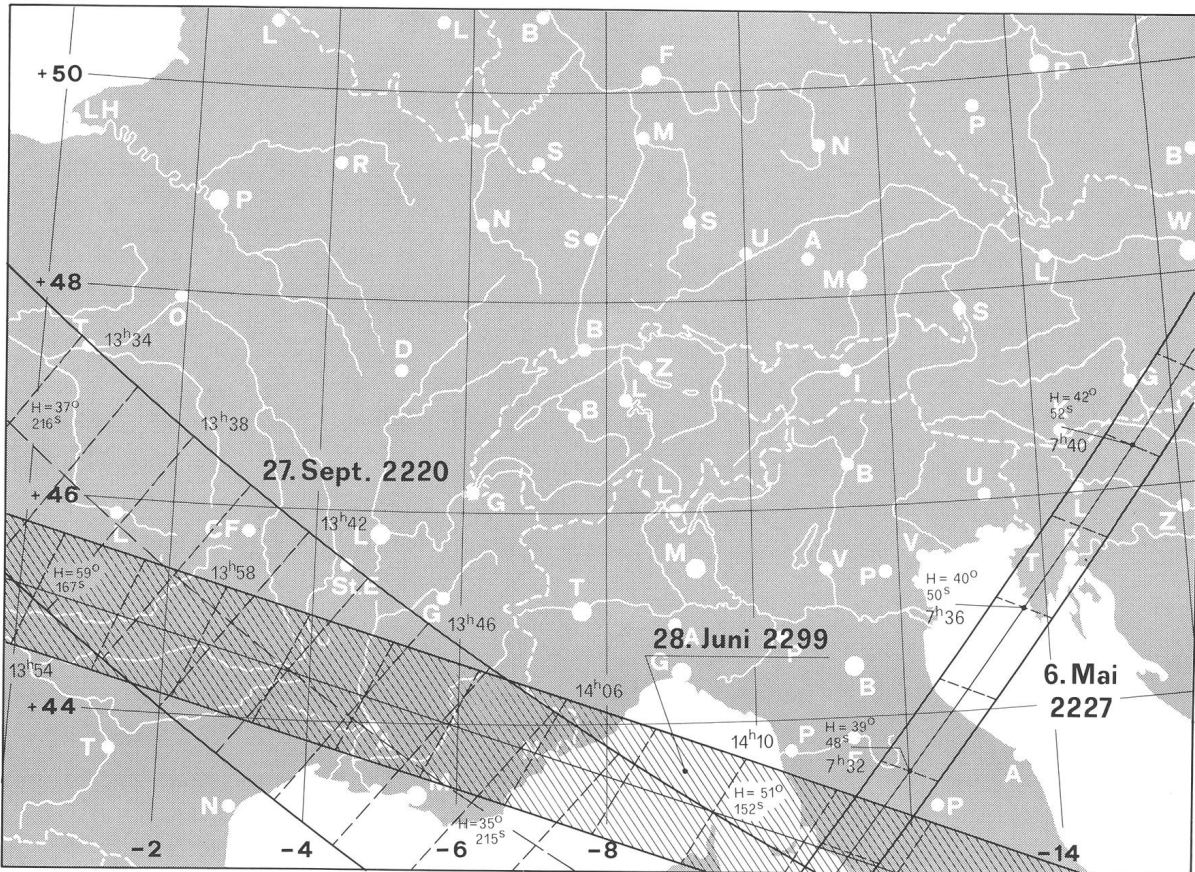 L
L
B
+50
F
P
LH
L
M
P
R
S
N
B
P
N
S
S
U
A
W
+48
M
L
T
O
S
13ʰ34
B
D
Z
I
G
H=37°
216ˢ
L
H=42°
52ˢ
K
B
13ʰ38
7ʰ40
27. Sept. 2220
B
+46
G
L
U
L
Z
L
CF
13ʰ42
L
V
R
M
V
P
T
H=59°
167ˢ
13ʰ58
St.E
H=40°
50ˢ
7ʰ36
G
T
13ʰ46
A
28. Juni 2299
P
13ʰ54
G
B
6. Mai
2227
14ʰ06
+44
H=39°
48ˢ
7ʰ32
14ʰ10
P
F
T
A
M
H=51°
152ˢ
N
P
H=35°
215ˢ
-2
-4
-6
-8
-14